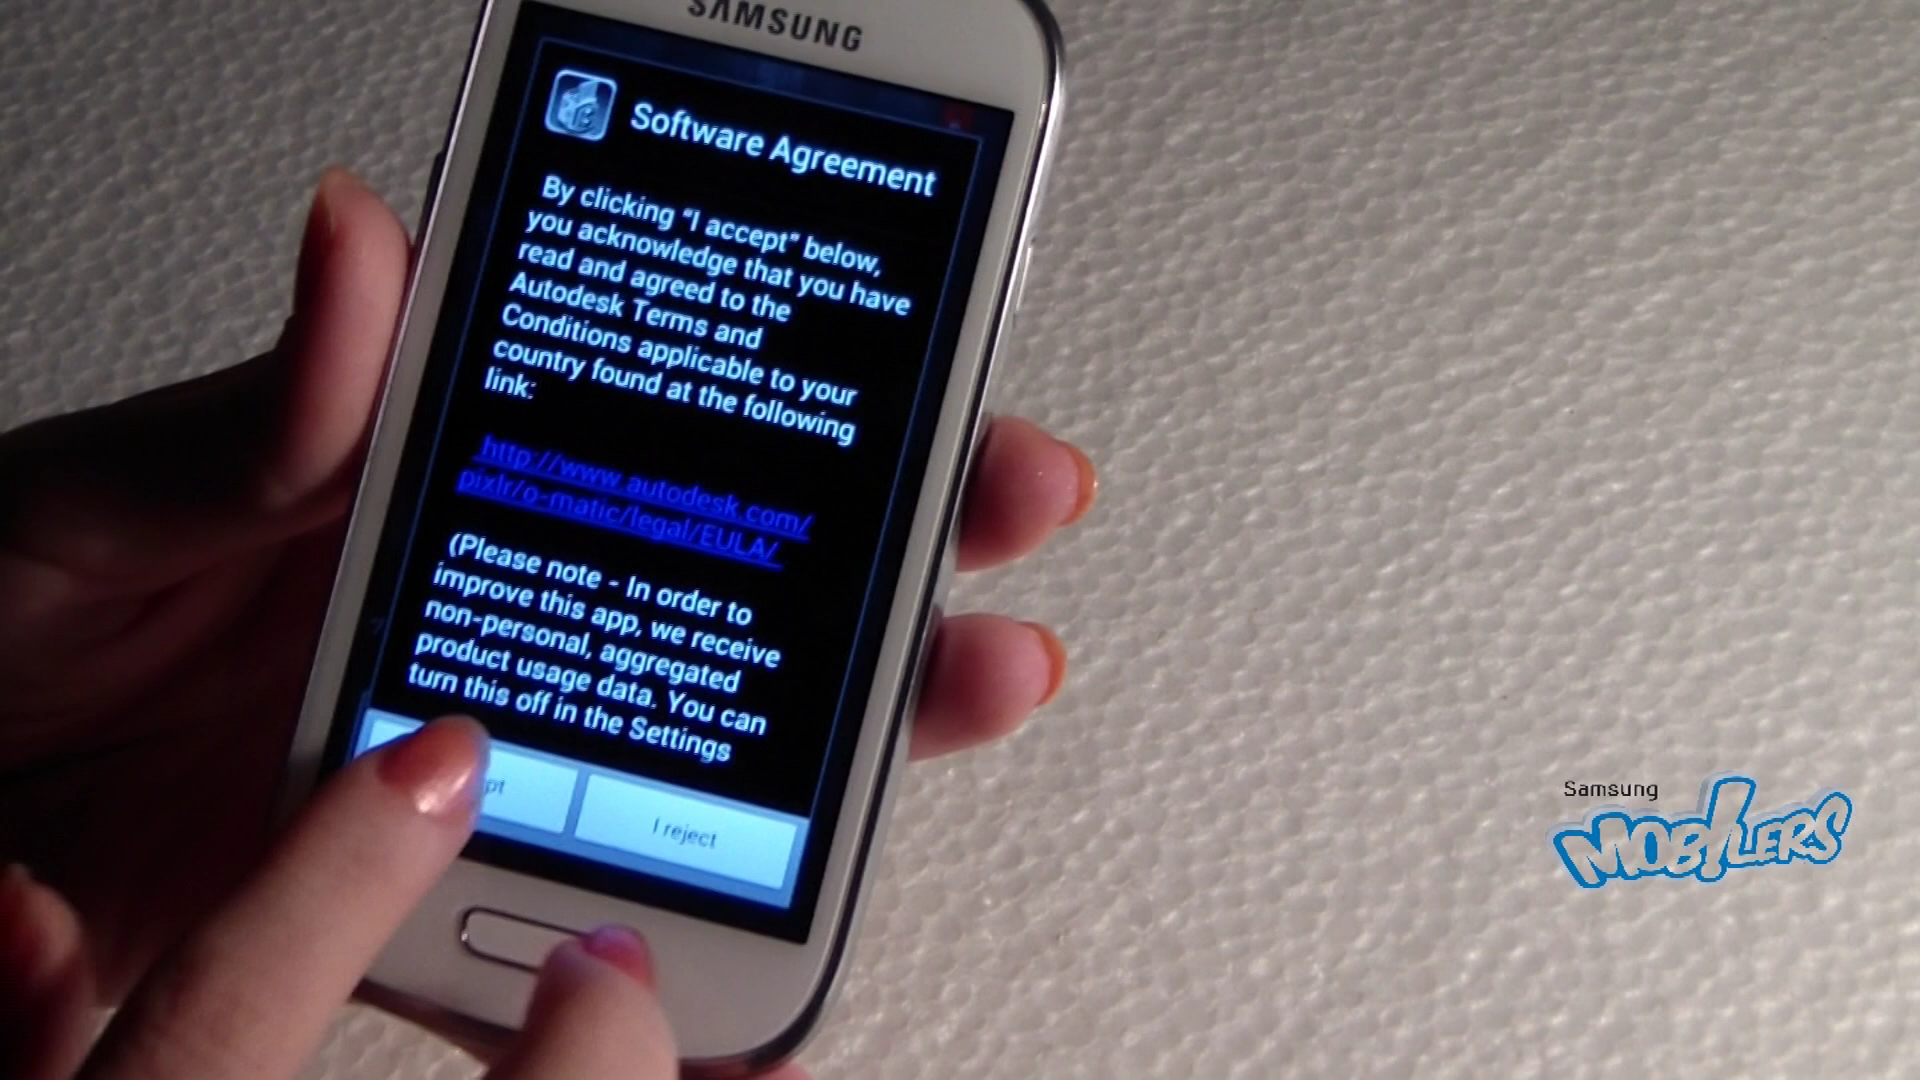 SAMSUNG
Software Agreement
By clicking “I accept” below,
you acknowledge that you have
read and agreed to the
Autodesk Terms and
Conditions applicable to your
country found at the following
link:
http://www.autodesk.com/
pixlr/o-matic/legal/EULA/
(Please note - In order to
improve this app, we receive
non-personal, aggregated
product usage data. You can
turn this off in the Settings
I reject
Samsung
MOBILERS